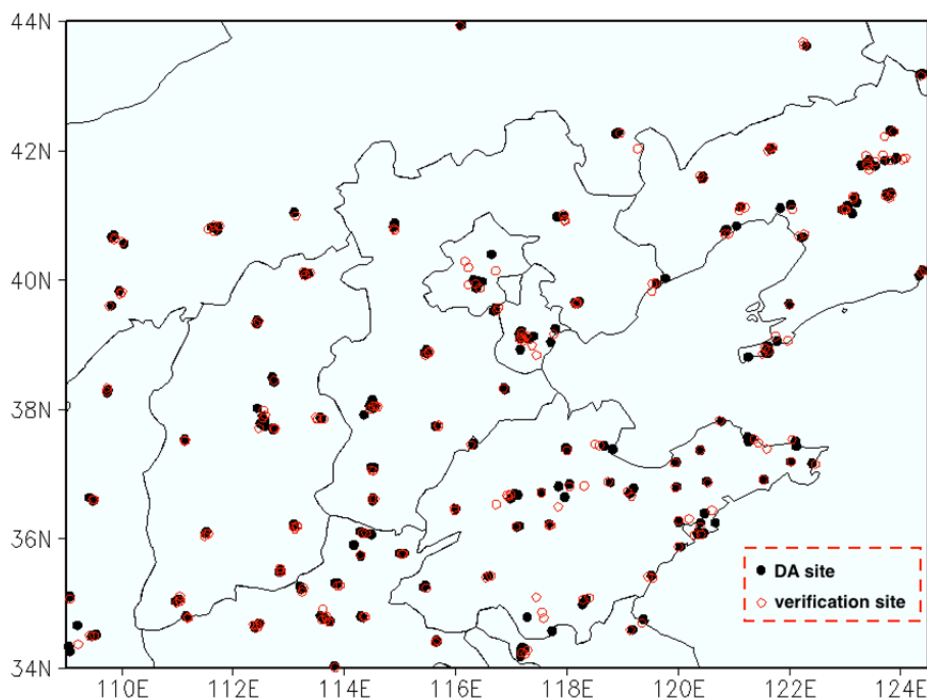 44N
42N
40N
38N
36N
34N
DA site
verification site
110E 112E 114E 116E 118E 120E 122E 124E